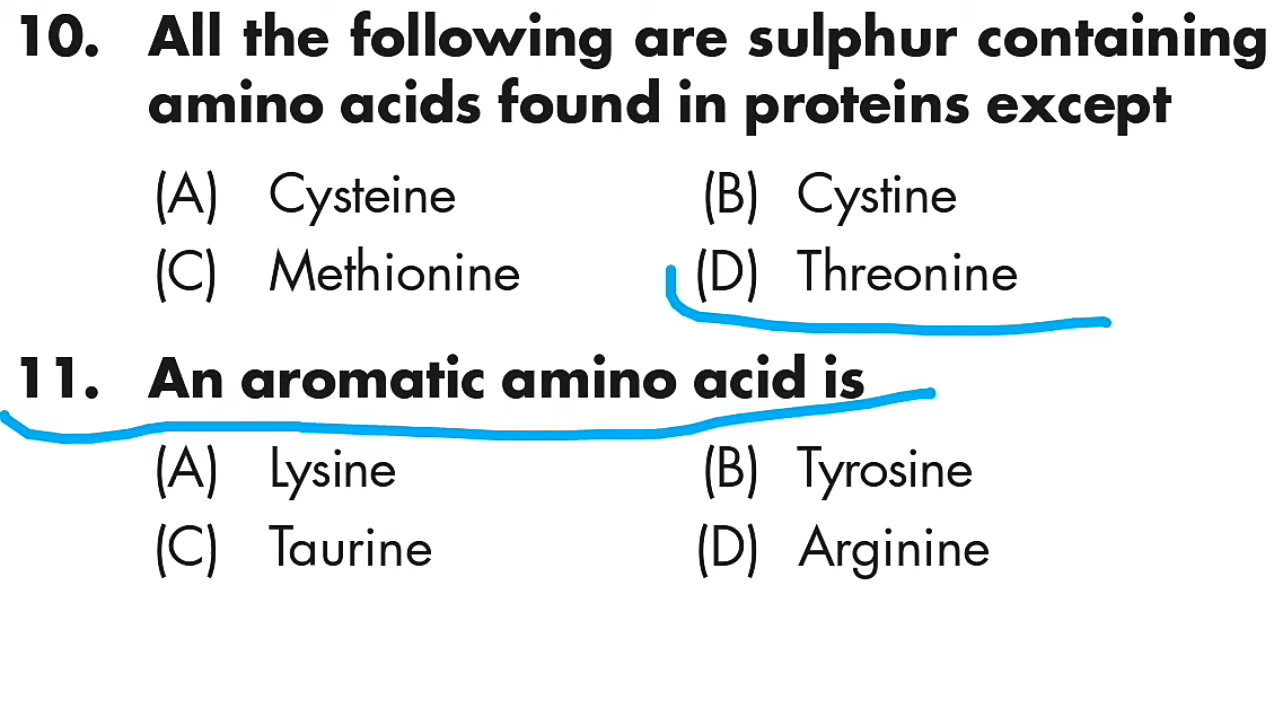 10. All the following are sulphur containing
amino acids found in proteins except
(A) Cysteine (B) Cystine
(C) Methionine (D) Threonine
11. An aromatic amino acid is
(A) Lysine (B) Tyrosine
(C) Taurine (D) Arginine